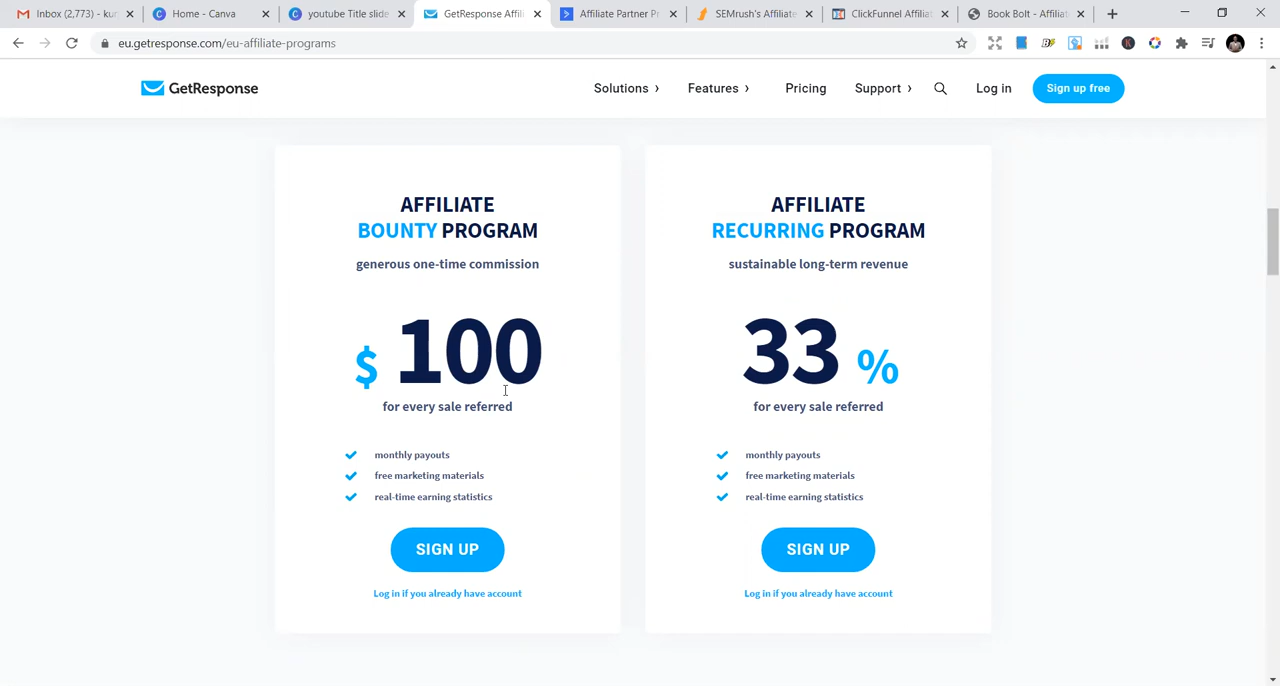 Inbox (2,773) - kur
Home - Canva
youtube Title slide
GetResponse Affil
Affiliate Partner Pr
SEMrush's Affiliate
ClickFunnel Affiliat
Book Bolt - Affiliat
eu.getresponse.com/eu-affiliate-programs
GetResponse
Solutions
Features
Pricing
Support
Log in
Sign up free
AFFILIATE
BOUNTY PROGRAM
generous one-time commission
$ 100
for every sale referred
monthly payouts
free marketing materials
real-time earning statistics
SIGN UP
Log in if you already have account
AFFILIATE
RECURRING PROGRAM
sustainable long-term revenue
33 %
for every sale referred
monthly payouts
free marketing materials
real-time earning statistics
SIGN UP
Log in if you already have account